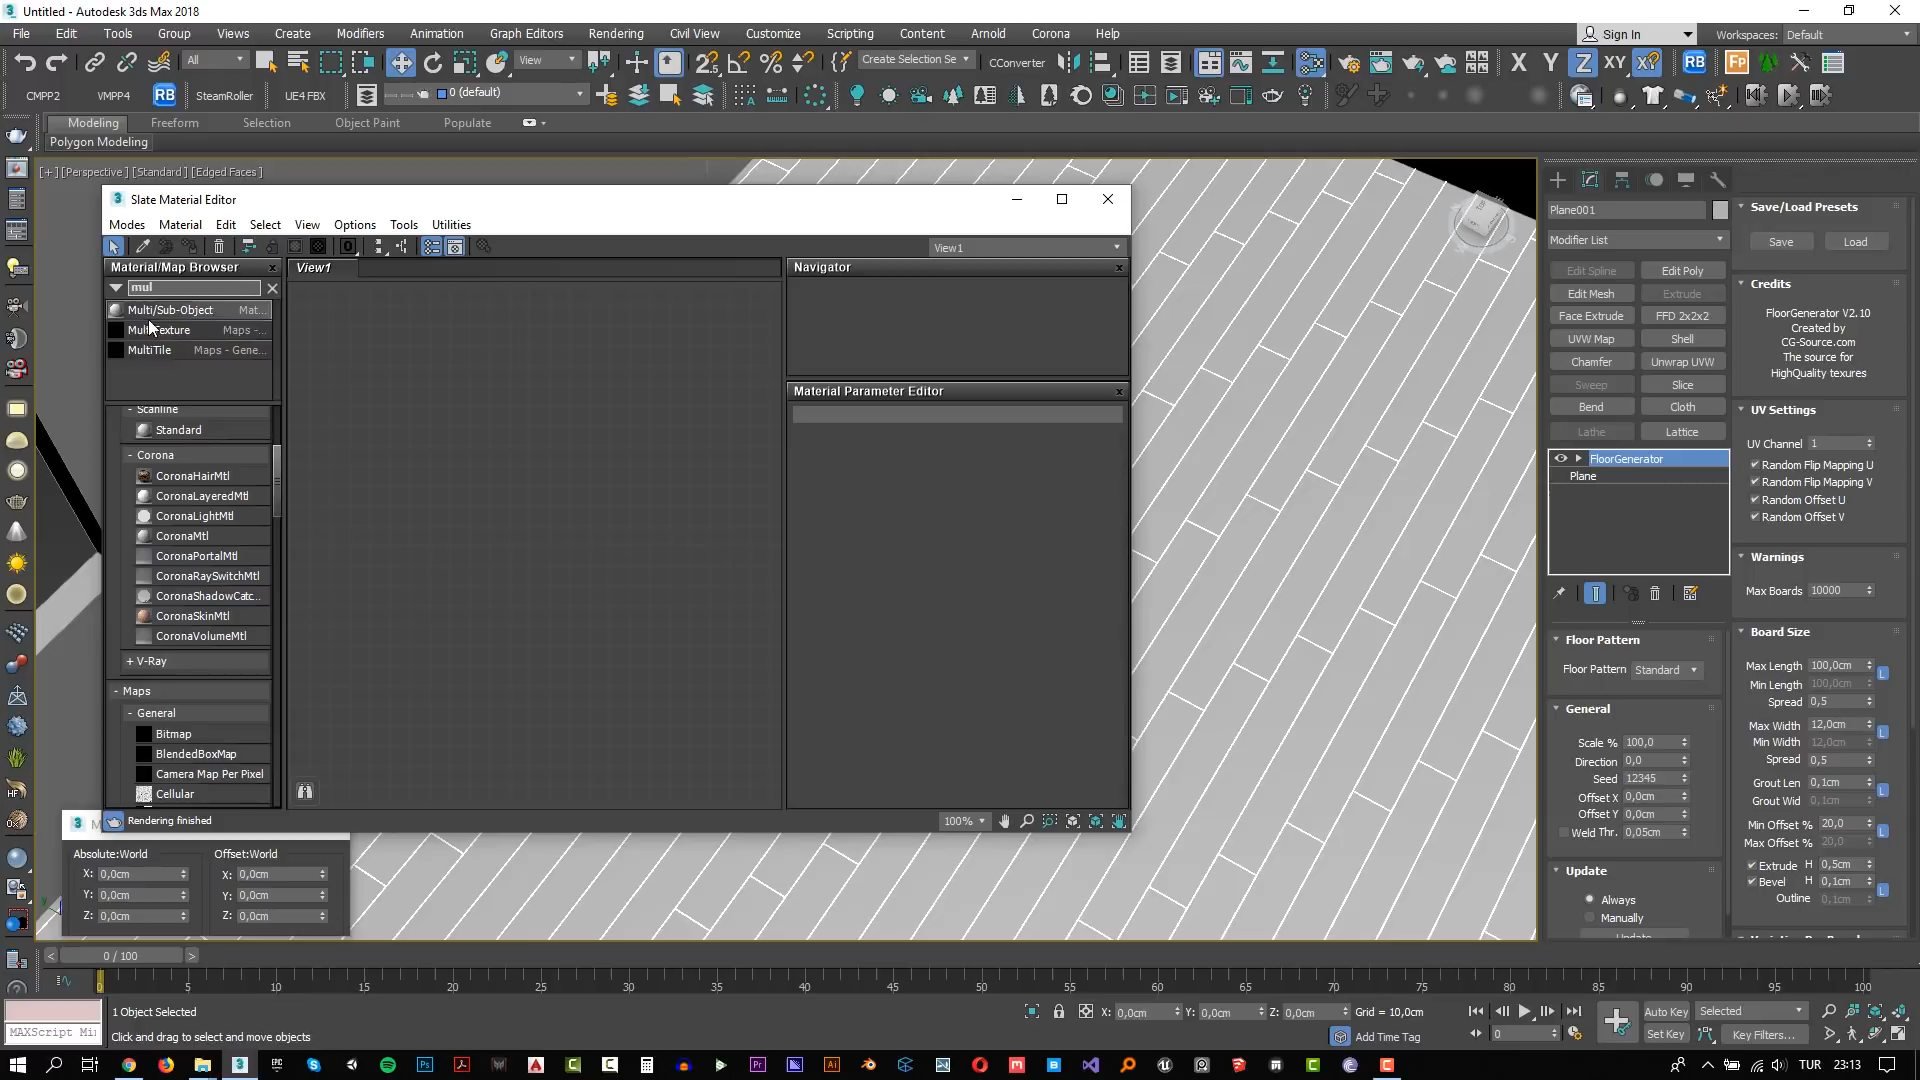 Untitled - Autodesk 3ds Max 2018
File Edit Tools Group Views Create Modifiers Animation Graph Editors Rendering Civil View Customize Scripting Content Arnold Corona Help Sign In Workspaces: Default
All View Create Selection Se CConverter X Y Z XY
CMPP2 VMPP4 RB SteamRoller UE4 FBX 0 (default)
Modeling Freeform Selection Object Paint Populate
Polygon Modeling
[+][Perspective][Standard][Edged Faces]
Slate Material Editor
Modes Material Edit Select View Options Tools Utilities
View1
Material/Map Browser
mul
Multi/Sub-Object Mat...
MultiTexture Maps -...
MultiTile Maps - Gene...
- Scanline
Standard
- Corona
CoronaHairMtl
CoronaLayeredMtl
CoronaLightMtl
CoronaMtl
CoronaPortalMtl
CoronaRaySwitchMtl
CoronaShadowCatc...
CoronaSkinMtl
CoronaVolumeMtl
+ V-Ray
- Maps
- General
Bitmap
BlendedBoxMap
Camera Map Per Pixel
Cellular
View1
Navigator
Material Parameter Editor
Rendering finished
100%
Absolute:World Offset:World
X: 0,0cm X: 0,0cm
Y: 0,0cm Y: 0,0cm
Z: 0,0cm Z: 0,0cm
Plane001
Modifier List
Edit Spline Edit Poly
Edit Mesh Extrude
Face Extrude FFD 2x2x2
UVW Map Shell
Chamfer Unwrap UVW
Sweep Slice
Bend Cloth
Lathe Lattice
FloorGenerator
Plane
Floor Pattern
Floor Pattern Standard
General
Scale % 100,0
Direction 0,0
Seed 12345
Offset X 0,0cm
Offset Y 0,0cm
Weld Thr. 0,05cm
Update
Always
Manually
Update
Save/Load Presets
Save Load
Credits
FloorGenerator V2.10
Created by
CG-Source.com
The source for
HighQuality texures
UV Settings
UV Channel 1
Random Flip Mapping U
Random Flip Mapping V
Random Offset U
Random Offset V
Warnings
Max Boards 10000
Board Size
Max Length 100,0cm
Min Length 100,0cm
Spread 0,5
Max Width 12,0cm
Min Width 12,0cm
Spread 0,5
Grout Len 0,1cm
Grout Wid 0,1cm
Min Offset % 20,0
Max Offset % 20,0
Extrude H 0,5cm
Bevel H 0,1cm
Outline 0,1cm
0 / 100
0 5 10 15 20 25 30 35 40 45 50 55 60 65 70 75 80 85 90 95 100
1 Object Selected X: 0,0cm Y: 0,0cm Z: 0,0cm Grid = 10,0cm Auto Key Selected
MAXScript Mi Click and drag to select and move objects Add Time Tag 0 Set Key Key Filters...
TUR 23:13